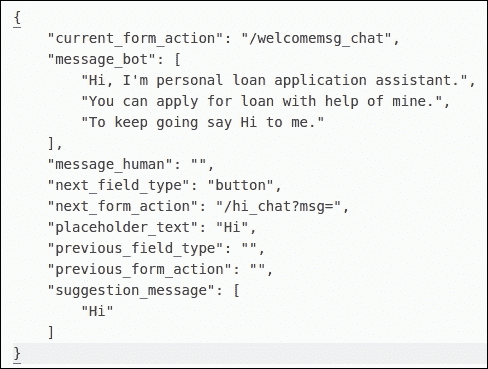 {
    "current_form_action": "/welcomemsg_chat",
    "message_bot": [
        "Hi, I'm personal loan application assistant.",
        "You can apply for loan with help of mine.",
        "To keep going say Hi to me."
    ],
    "message_human": "",
    "next_field_type": "button",
    "next_form_action": "/hi_chat?msg=",
    "placeholder_text": "Hi",
    "previous_field_type": "",
    "previous_form_action": "",
    "suggestion_message": [
        "Hi"
    ]
}